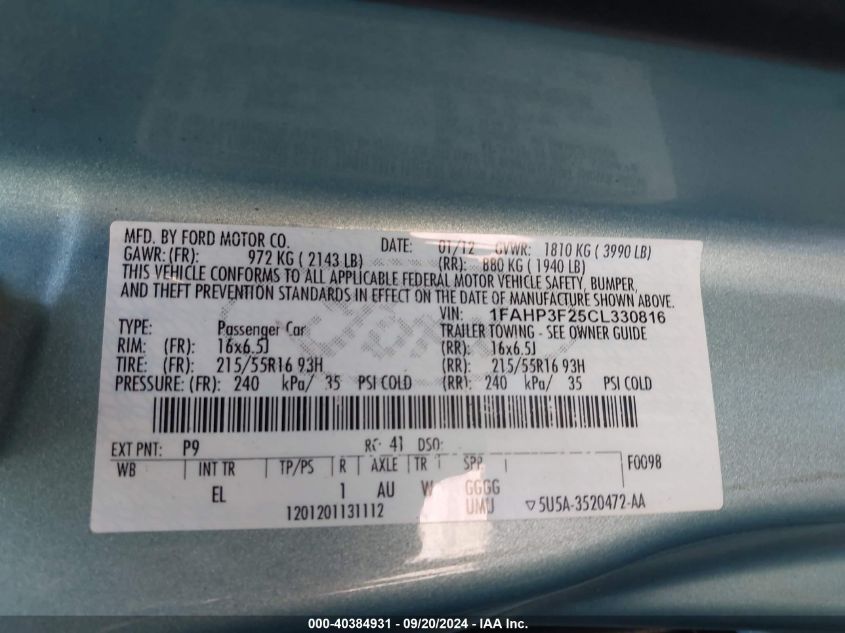 MFD. BY FORD MOTOR CO. DATE: 01/12 GVWR: 1810 KG ( 3990 LB)
GAWR: (FR): 972 KG ( 2143 LB) (RR): 880 KG ( 1940 LB)
THIS VEHICLE CONFORMS TO ALL APPLICABLE FEDERAL MOTOR VEHICLE SAFETY, BUMPER,
AND THEFT PREVENTION STANDARDS IN EFFECT ON THE DATE OF MANUFACTURE SHOWN ABOVE.
VIN: 1FAHP3F25CL330816
TYPE: Passenger Car TRAILER TOWING - SEE OWNER GUIDE
RIM: (FR): 16x6.5J (RR): 16x6.5J
TIRE: (FR): 215/55R16 93H (RR): 215/55R16 93H
PRESSURE: (FR): 240 kPa/ 35 PSI COLD (RR): 240 kPa/ 35 PSI COLD
EXT PNT: P9 RC: 41 DSO:
WB INT TR TP/PS R AXLE TR SPR F0098
EL 1 AU W GGGG
1201201131112 UMU ▽5U5A-3520472-AA
000-40384931 - 09/20/2024 - IAA Inc.